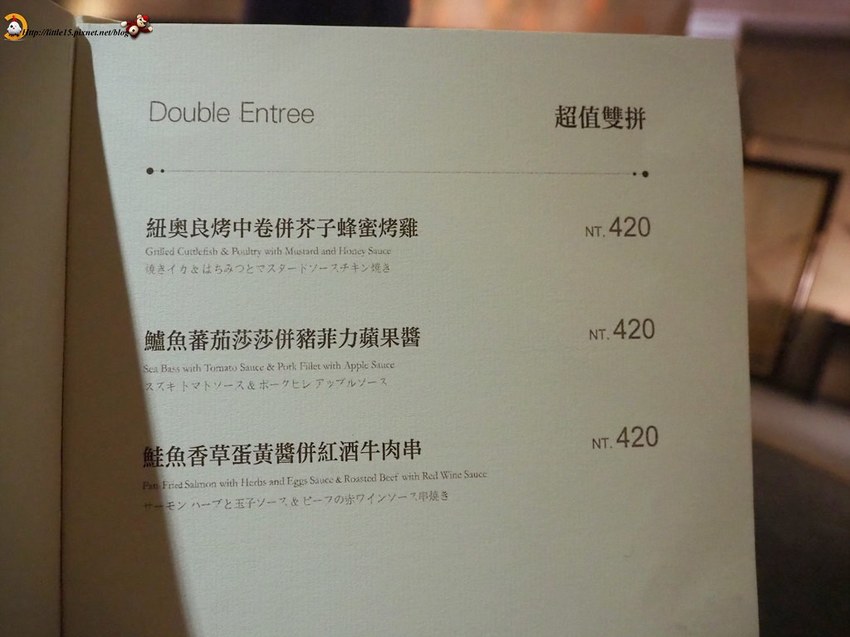 http://little15.pixnet.net/blog
Double Entree 超值雙拼
紐奧良烤中卷併芥子蜂蜜烤雞 NT. 420
Grilled Cuttlefish & Poultry with Mustard and Honey Sauce
焼きイカ & はちみつとマスタードソースチキン焼き
鱸魚蕃茄莎莎併豬菲力蘋果醬 NT. 420
Sea Bass with Tomato Sauce & Pork Fillet with Apple Sauce
スズキ トマトソース & ポークヒレ アップルソース
鮭魚香草蛋黃醬併紅酒牛肉串 NT. 420
Pan-Fried Salmon with Herbs and Eggs Sauce & Roasted Beef with Red Wine Sauce
サーモン ハーブと玉子ソース & ビーフの赤ワインソース串焼き